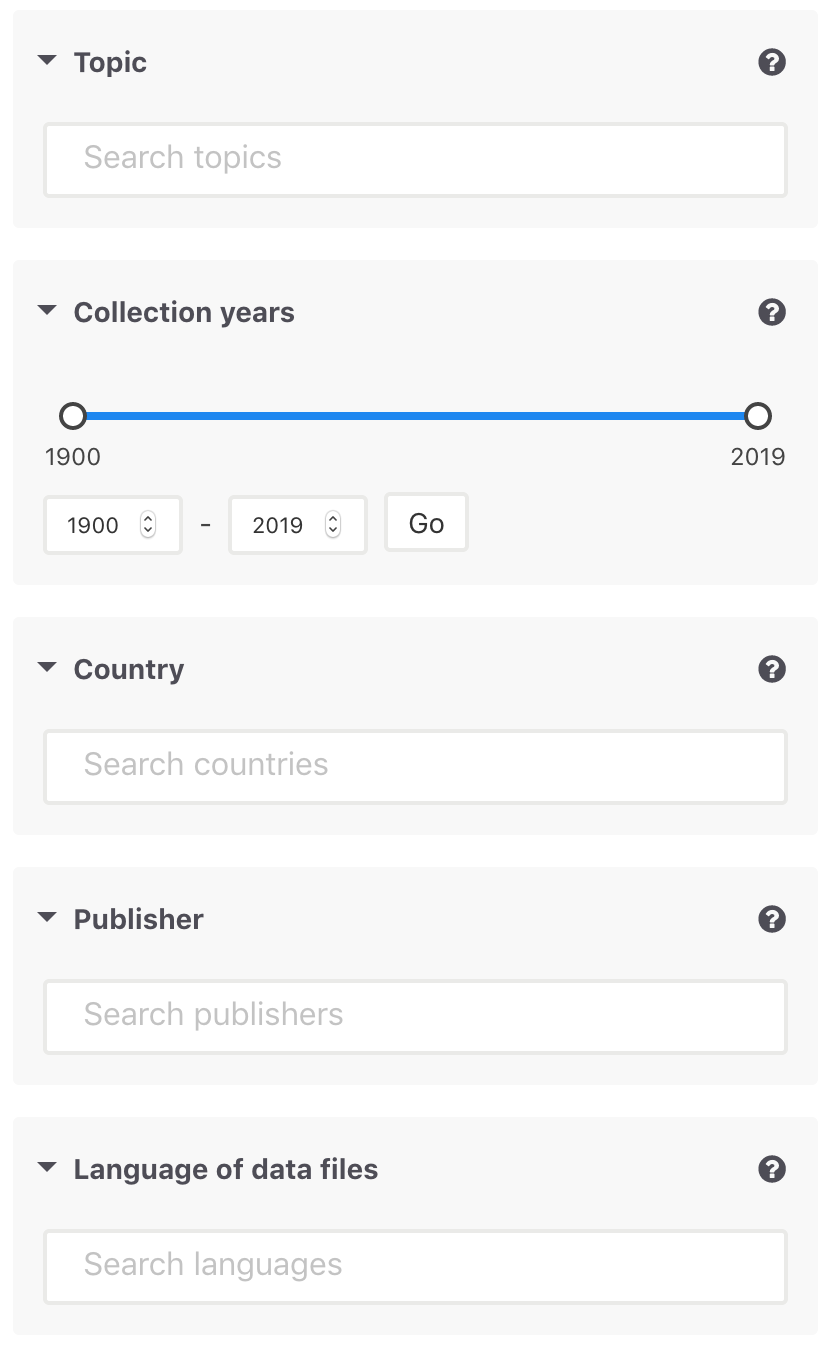 Topic
Search topics
Collection years
1900 2019
1900 - 2019 Go
Country
Search countries
Publisher
Search publishers
Language of data files
Search languages